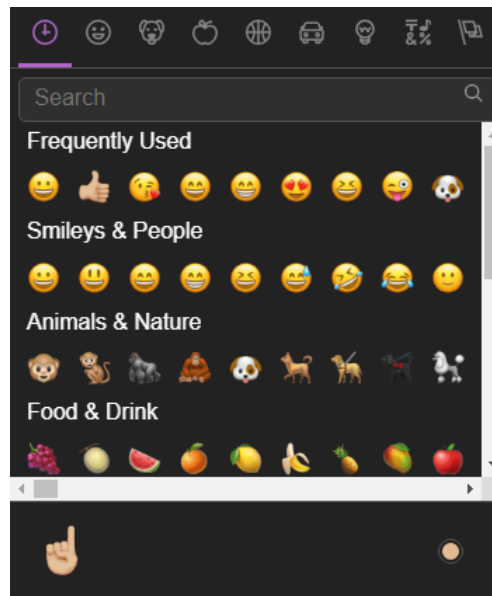 Search
Frequently Used
Smileys & People
Animals & Nature
Food & Drink